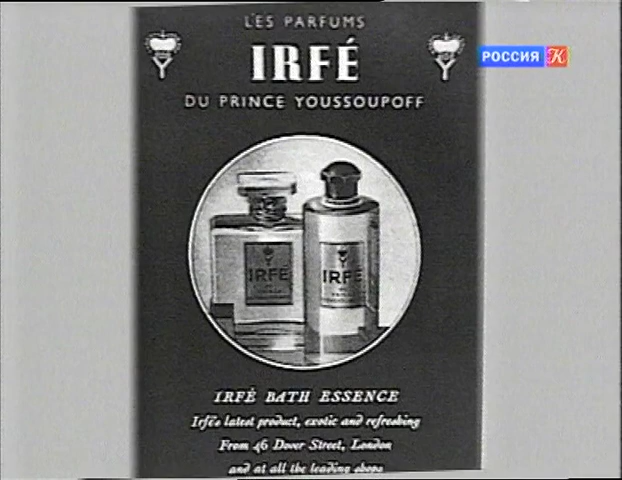 LES PARFUMS
IRFÉ
DU PRINCE YOUSSOUPOFF
РОССИЯ К
IRFÉ
IRFÉ
IRFÉ BATH ESSENCE
Irfé's latest product, exotic and refreshing
From 46 Dover Street, London
and at all the leading shops